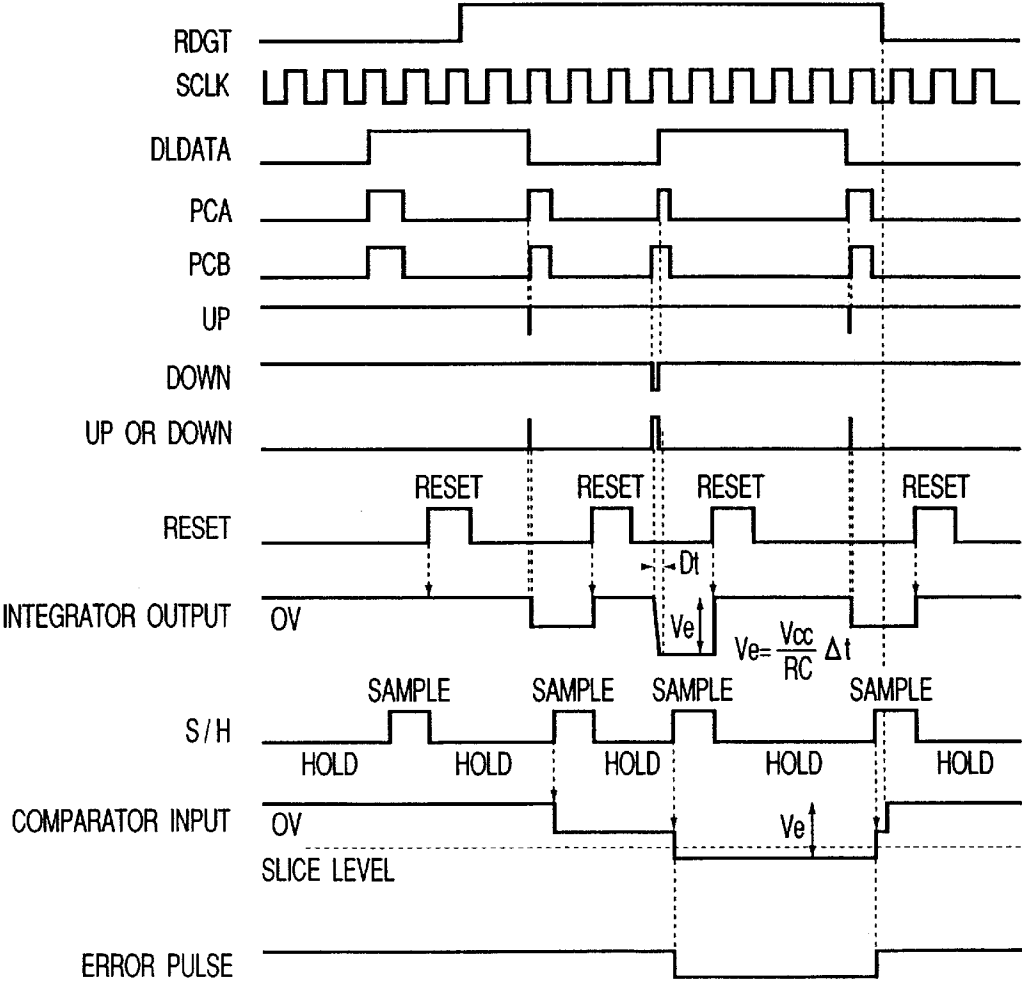 RDGT
SCLK
DLDATA
PCA
PCB
UP
DOWN
UP OR DOWN
RESET RESET RESET RESET
RESET
Dt
INTEGRATOR OUTPUT OV Ve Ve= Vcc/RC Δt
SAMPLE SAMPLE SAMPLE SAMPLE
S/H
HOLD HOLD HOLD HOLD HOLD
COMPARATOR INPUT OV Ve
SLICE LEVEL
ERROR PULSE